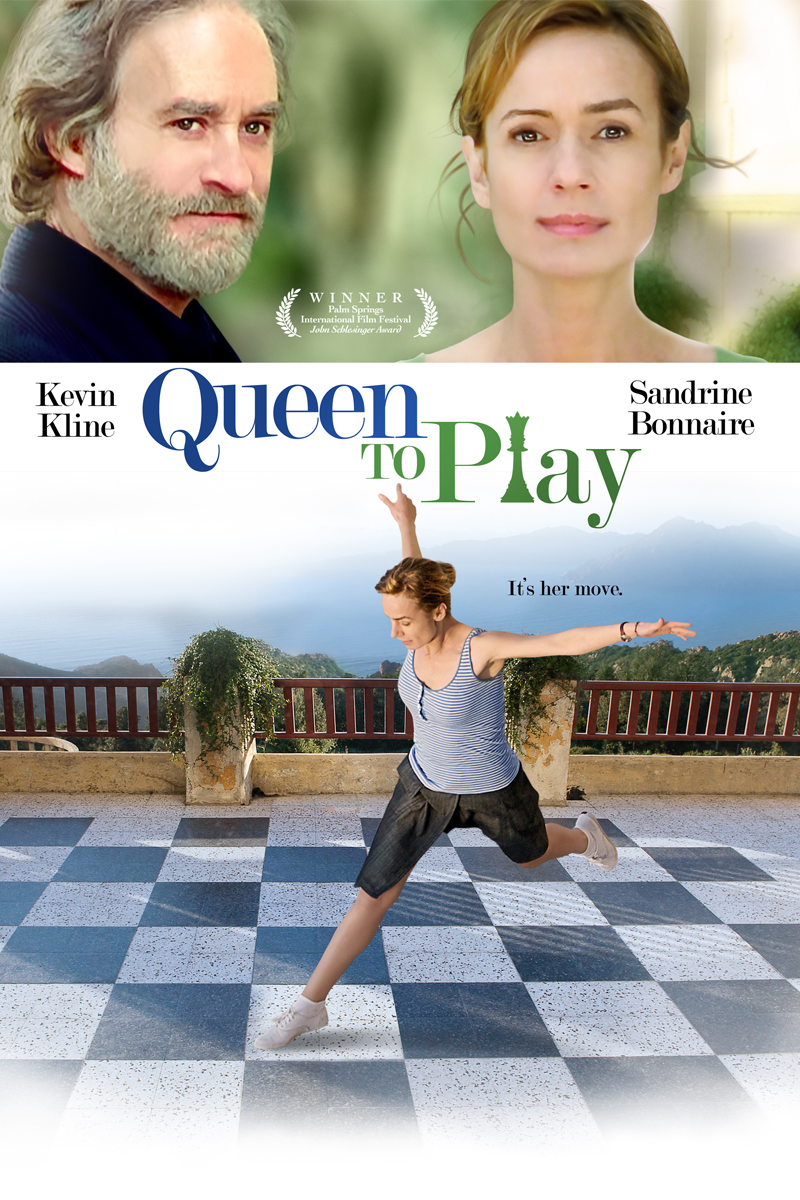 WINNER
Palm Springs
International Film Festival
John Schlesinger Award
Kevin
Kline
Queen
To Play
Sandrine
Bonnaire
It's her move.